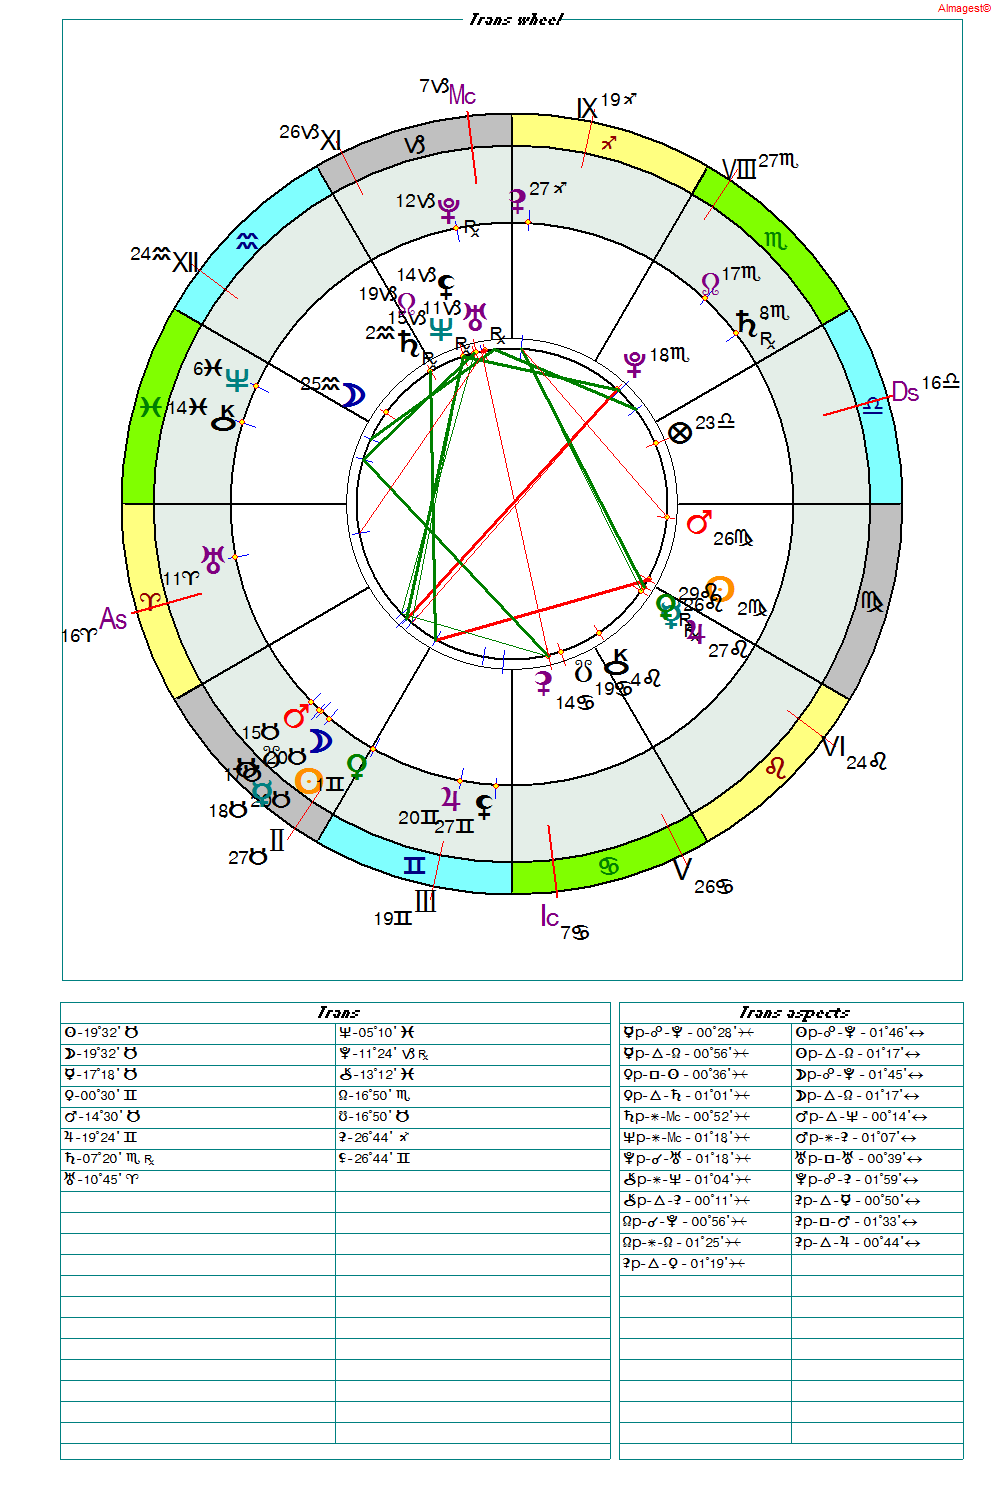 Almagest©
Trans wheel
7♑Mc
IX 19♐
26♑XI
VIII 27♏
27♐
12♑♇℞
24♒XII
14♑⚸
17♏
19♑☊
15♑♆
11♑♅℞
8♏
♄℞
2♒♄℞
18♏
6♓♆
25♒☽
Ds 16♎
14♓⚷
23♎
♂ 26♍
11♈♅
29♌
26♌
2♍
As
16♈
27♌
4♌
19♋
14♋
15♉
20♉
1♊
18♉
20♊
27♊
27♉II
VI 24♌
19♊III
V 26♋
Ic 7♋
Trans
☉-19°32' ♉ ♆-05°10' ♓
☽-19°32' ♉ ♇-11°24' ♑ ℞
☿-17°18' ♉ ⚷-13°12' ♓
♀-00°30' ♊ ☊-16°50' ♏
♂-14°30' ♉ ☋-16°50' ♉
♃-19°24' ♊ ⚳-26°44' ♐
♄-07°20' ♏ ℞ ⚸-26°44' ♊
♅-10°45' ♈
Trans aspects
☿p-☍-♇ - 00°28' ☉p-☍-♇ - 01°46'↔
☿p-△-☊ - 00°56' ☉p-△-☊ - 01°17'↔
♀p-□-☉ - 00°36' ☽p-☍-♇ - 01°45'↔
♀p-△-♄ - 01°01' ☽p-△-☊ - 01°17'↔
♄p-⚹-Mc - 00°52' ♂p-△-♆ - 00°14'↔
♆p-⚹-Mc - 01°18' ♂p-⚹-⚳ - 01°07'↔
♇p-☌-♅ - 01°18' ♅p-□-♅ - 00°39'↔
⚷p-⚹-♆ - 01°04' ♇p-☍-⚳ - 01°59'↔
⚷p-△-⚳ - 00°11' ⚳p-△-☿ - 00°50'↔
☊p-☌-♇ - 00°56' ⚳p-□-♂ - 01°33'↔
☊p-⚹-☊ - 01°25' ⚳p-△-♃ - 00°44'↔
⚳p-△-♀ - 01°19'